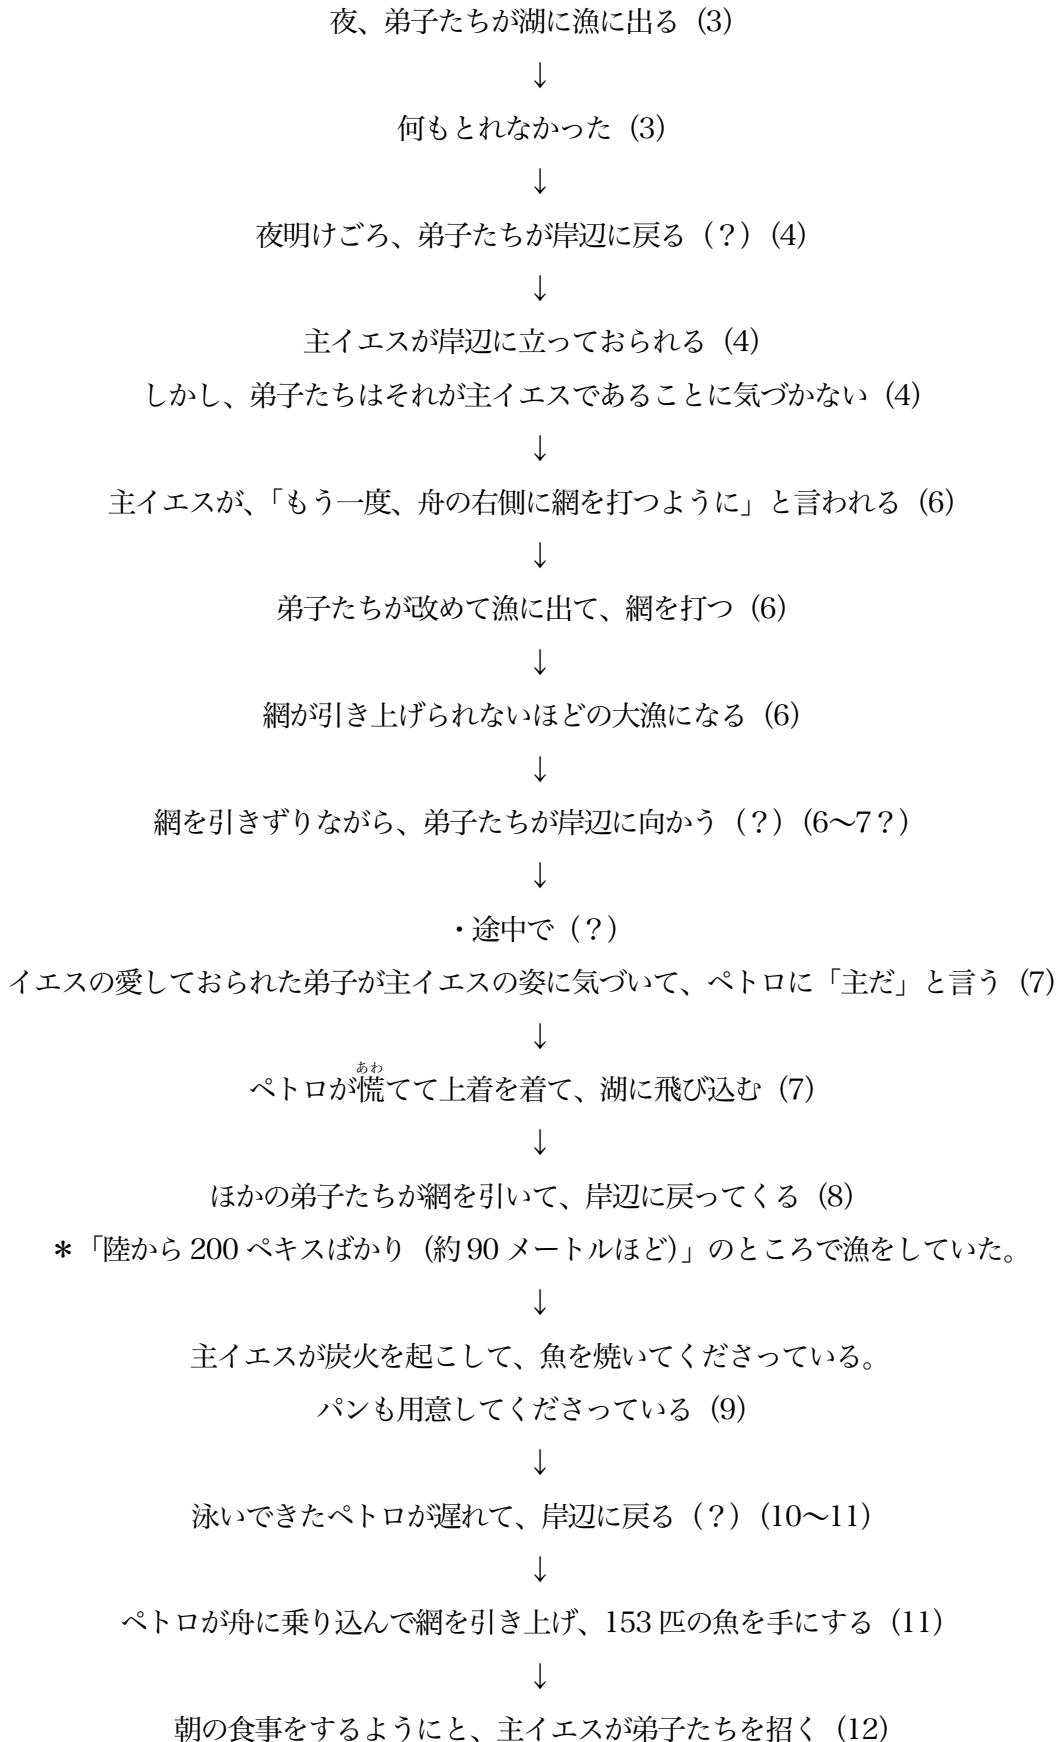 夜、弟子たちが湖に漁に出る（3）
↓
何もとれなかった（3）
↓
夜明けごろ、弟子たちが岸辺に戻る（？）（4）
↓
主イエスが岸辺に立っておられる（4）
しかし、弟子たちはそれが主イエスであることに気づかない（4）
↓
主イエスが、「もう一度、舟の右側に網を打つように」と言われる（6）
↓
弟子たちが改めて漁に出て、網を打つ（6）
↓
網が引き上げられないほどの大漁になる（6）
↓
網を引きずりながら、弟子たちが岸辺に向かう（？）（6〜7？）
↓
・途中で（？）
イエスの愛しておられた弟子が主イエスの姿に気づいて、ペトロに「主だ」と言う（7）
↓
あわ
ペトロが慌てて上着を着て、湖に飛び込む（7）
↓
ほかの弟子たちが網を引いて、岸辺に戻ってくる（8）
＊「陸から 200 ペキスばかり（約 90 メートルほど）」のところで漁をしていた。
↓
主イエスが炭火を起こして、魚を焼いてくださっている。
パンも用意してくださっている（9）
↓
泳いできたペトロが遅れて、岸辺に戻る（？）（10〜11）
↓
ペトロが舟に乗り込んで網を引き上げ、153 匹の魚を手にする（11）
↓
朝の食事をするようにと、主イエスが弟子たちを招く（12）